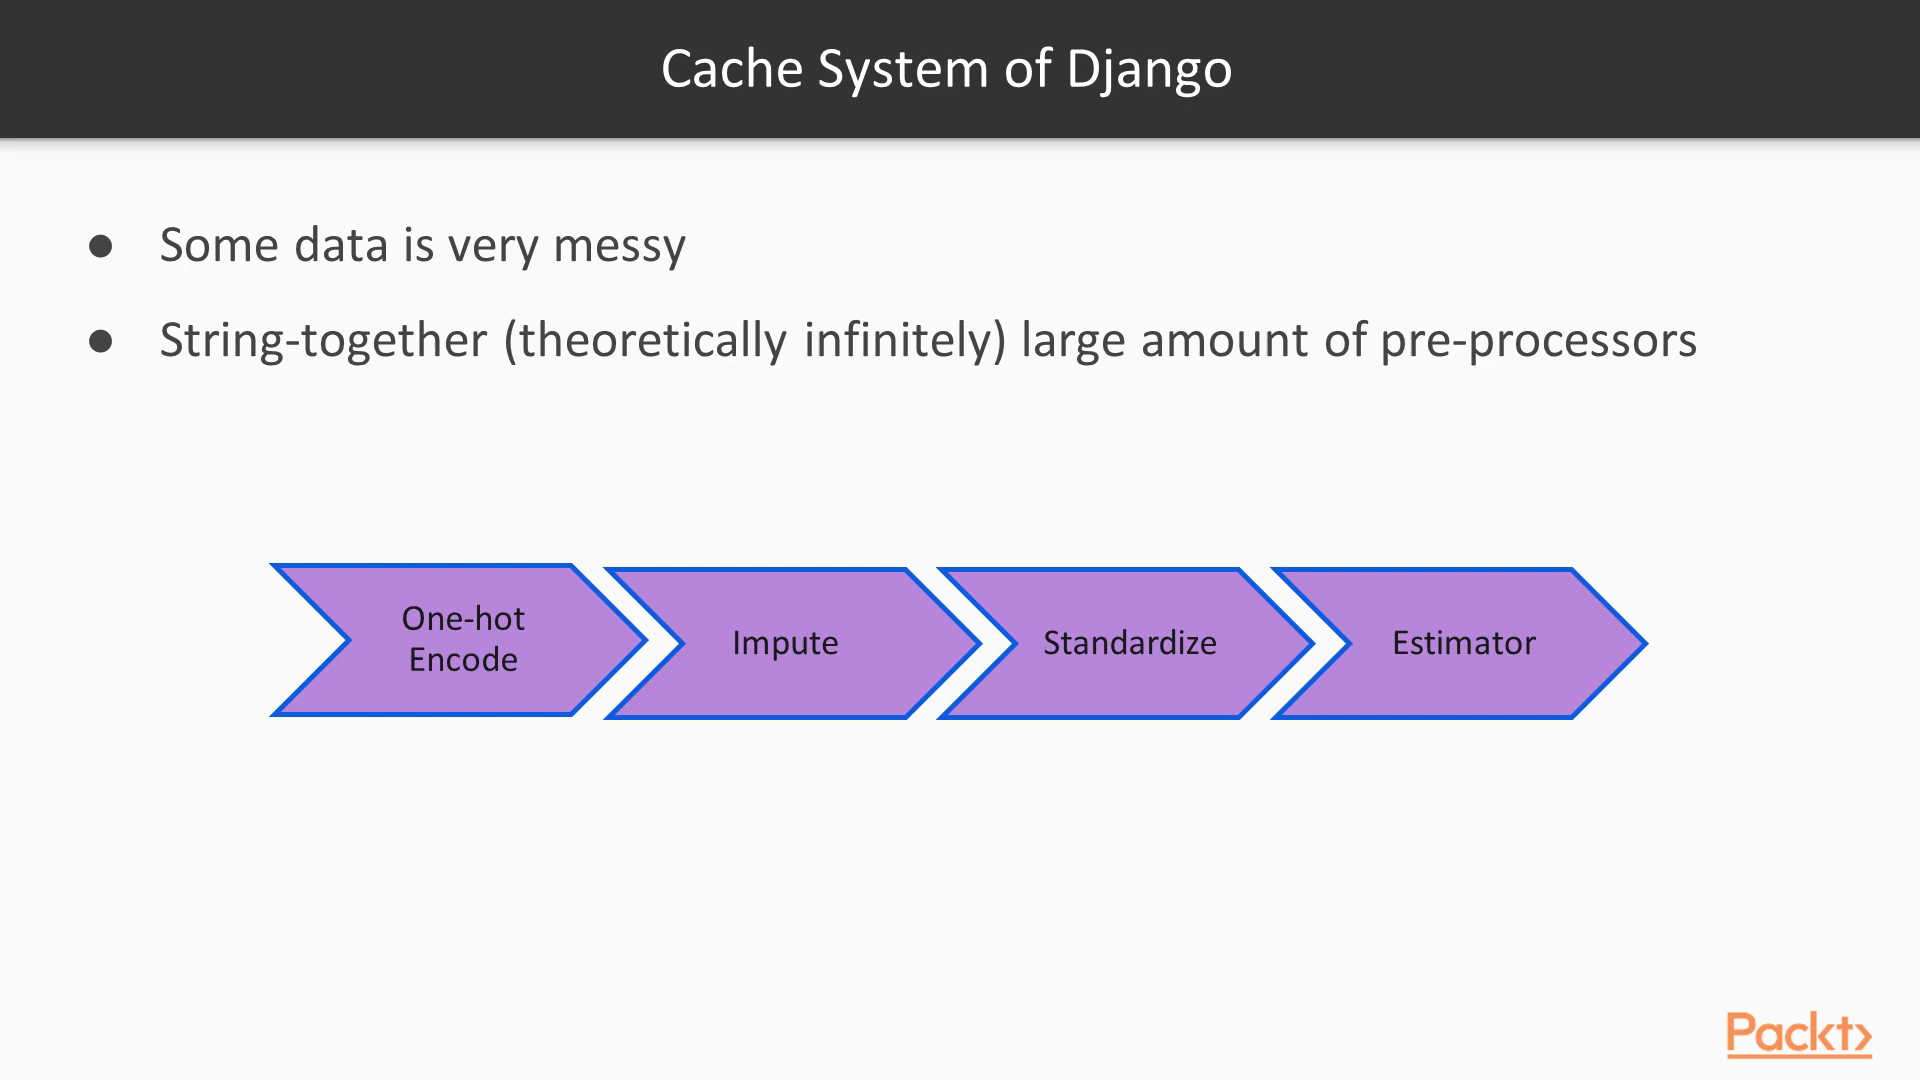 Cache System of Django
● Some data is very messy
● String-together (theoretically infinitely) large amount of pre-processors
One-hot
Encode
Impute
Standardize
Estimator
Packt>